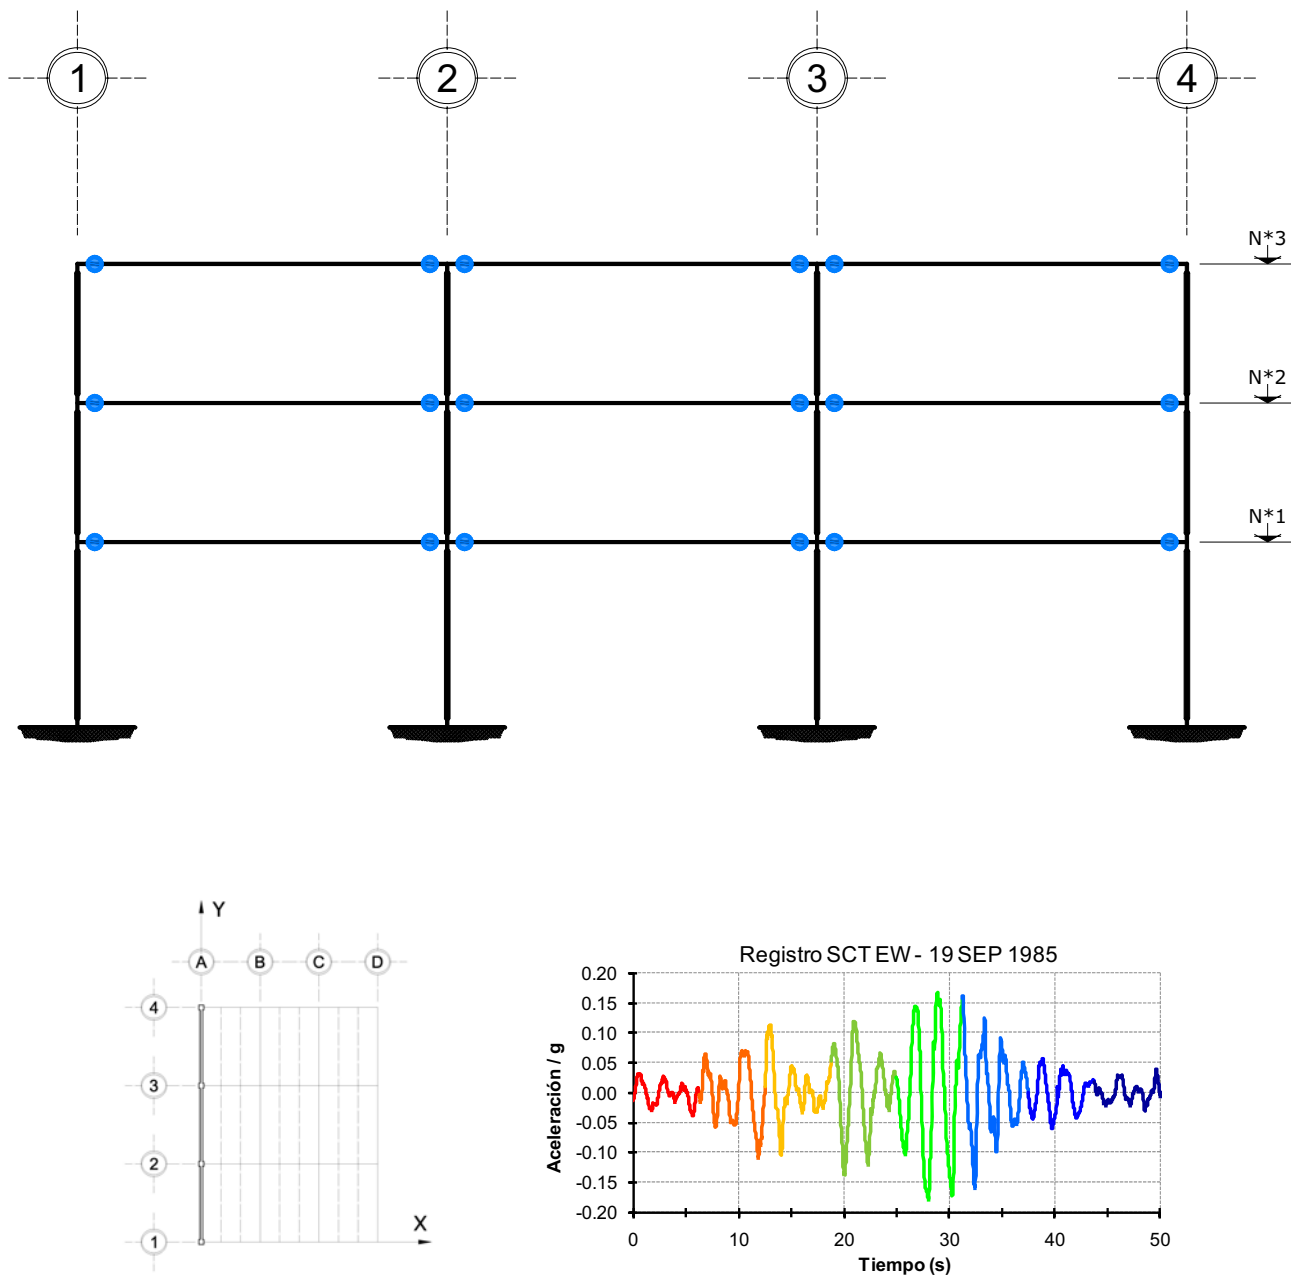 1 2 3 4
N*3
N*2
N*1
Y
A B C D
4
3
2
1
X
Registro SCT EW - 19 SEP 1985
Aceleración / g
0.20
0.15
0.10
0.05
0.00
-0.05
-0.10
-0.15
-0.20
0 10 20 30 40 50
Tiempo (s)